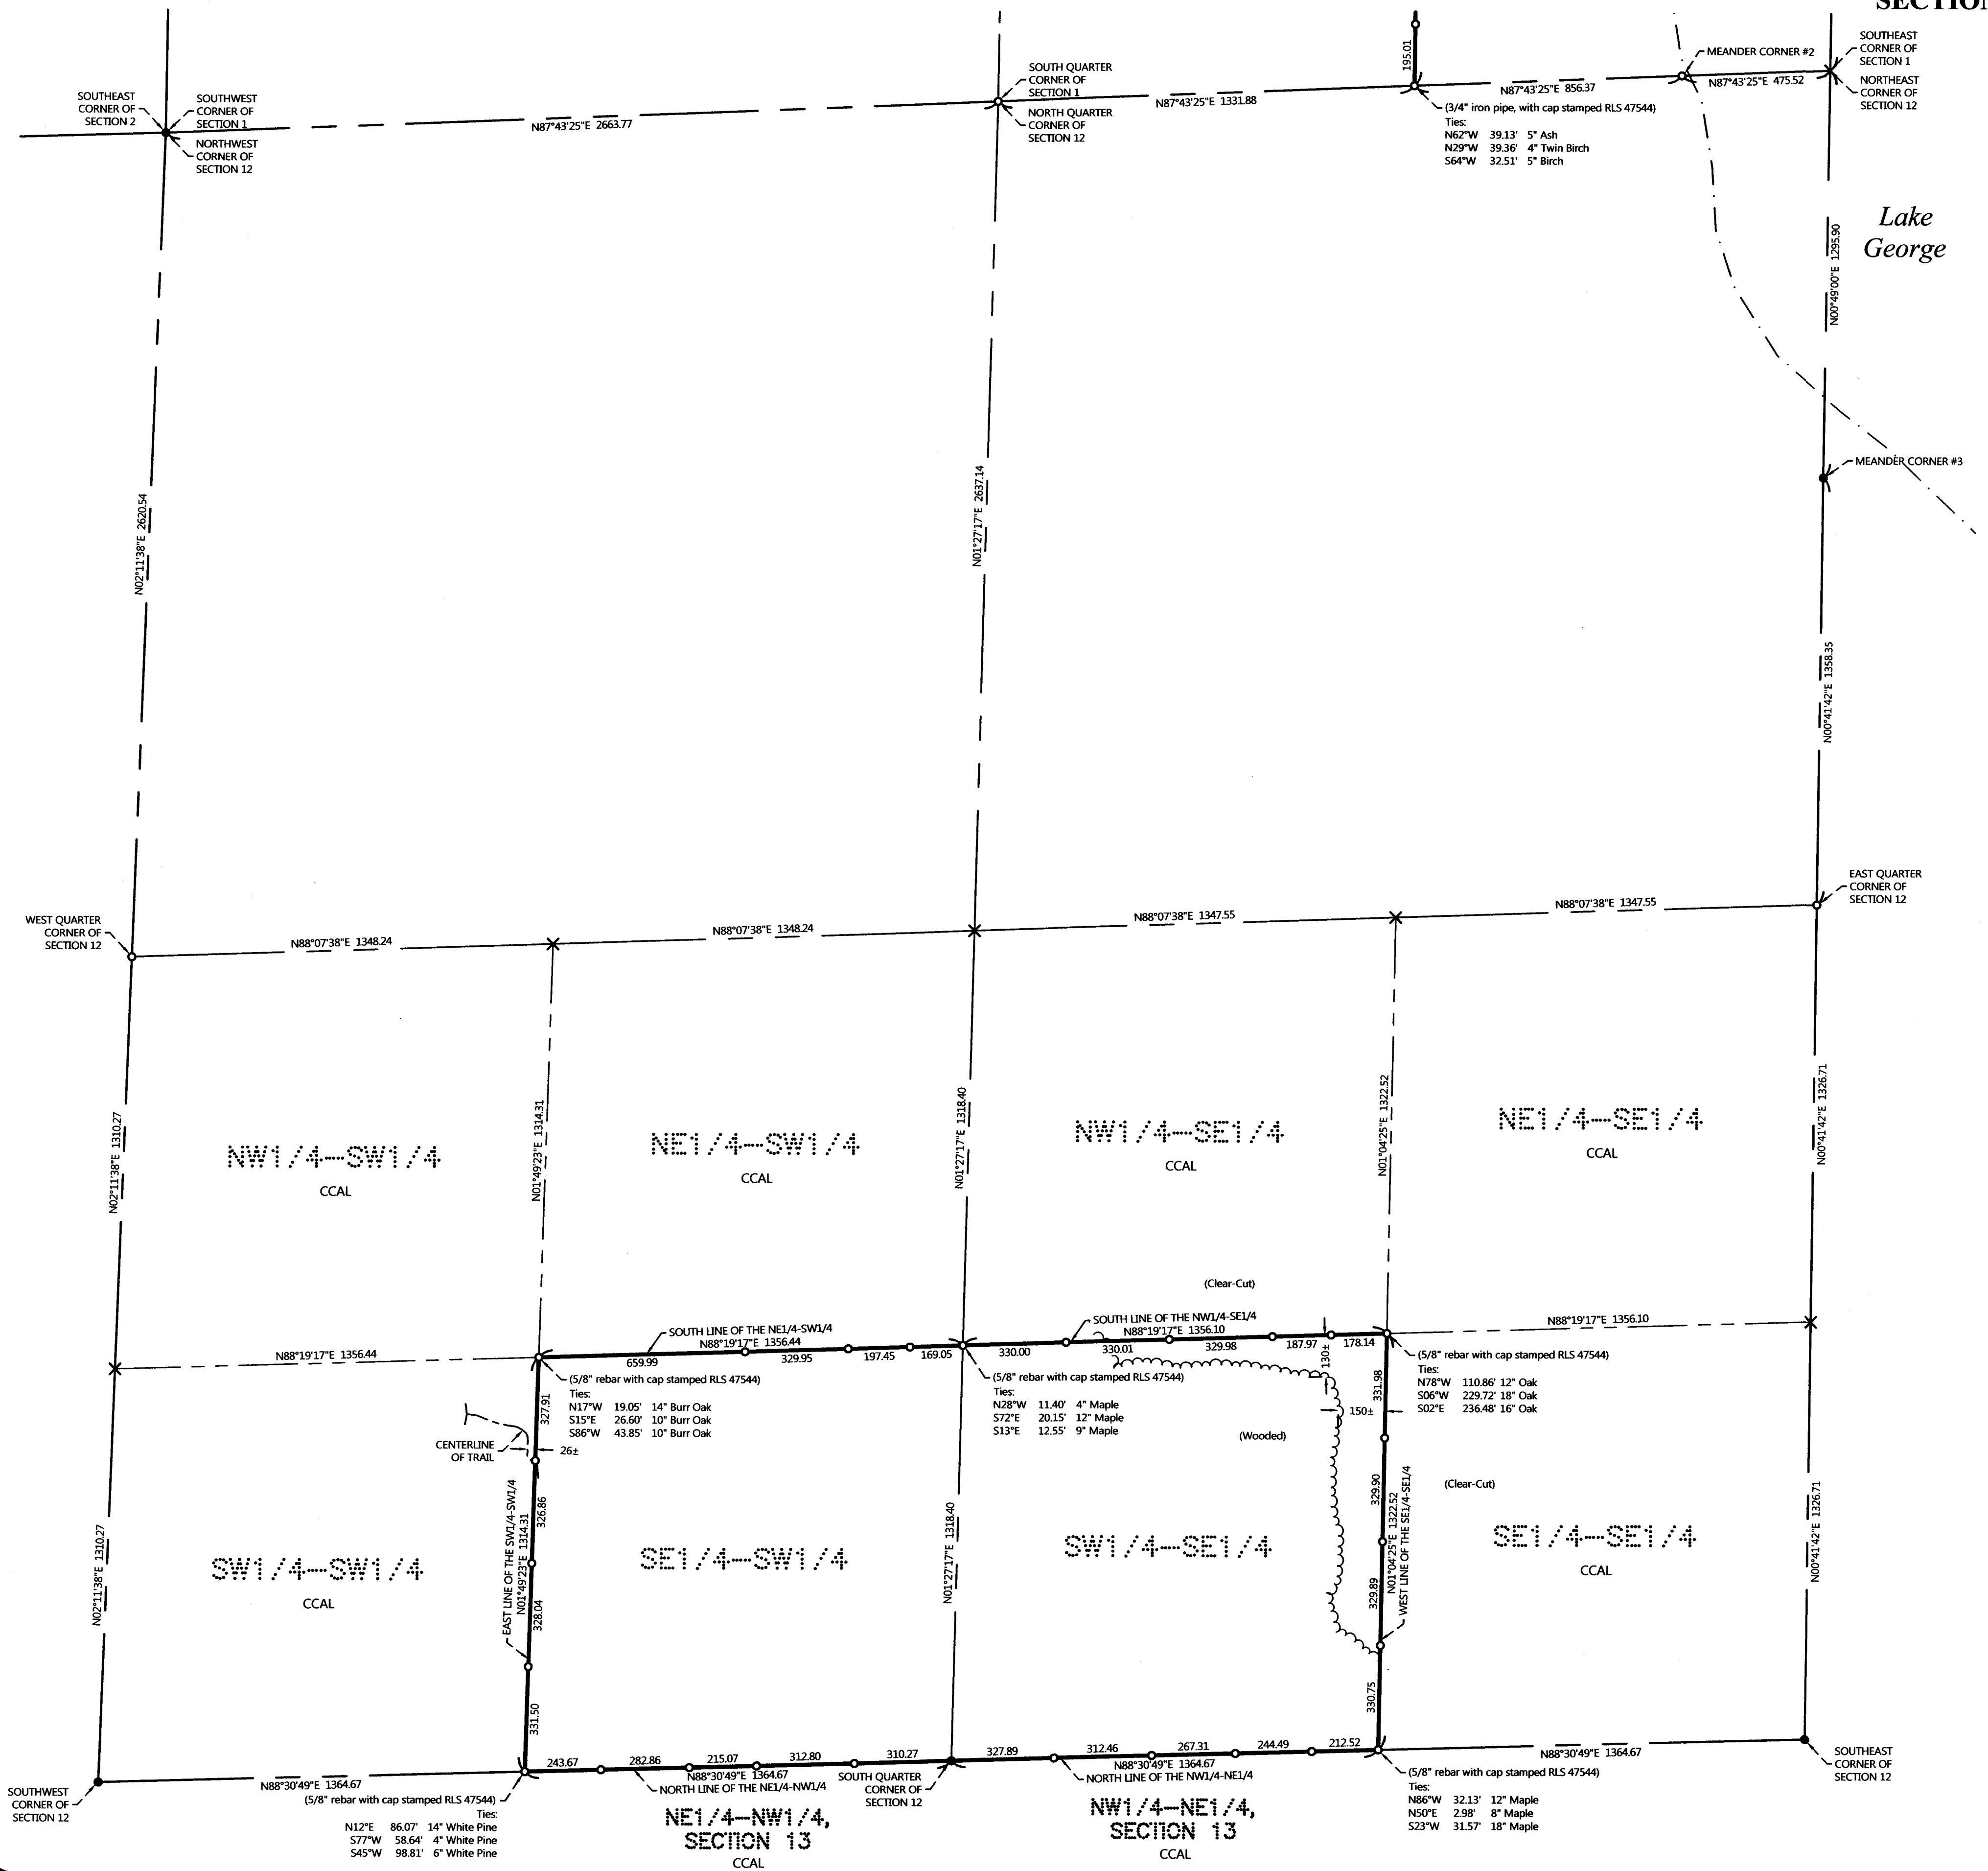 SECTION
SOUTHEAST
CORNER OF
SECTION 1
NORTHEAST
CORNER OF
SECTION 12
MEANDER CORNER #2
195.01
SOUTH QUARTER
CORNER OF
SECTION 1
NORTH QUARTER
CORNER OF
SECTION 12
SOUTHEAST
CORNER OF
SECTION 2
SOUTHWEST
CORNER OF
SECTION 1
NORTHWEST
CORNER OF
SECTION 12
N87°43'25"E 2663.77
N87°43'25"E 1331.88
N87°43'25"E 856.37
N87°43'25"E 475.52
(3/4" iron pipe, with cap stamped RLS 47544)
Ties:
N62°W 39.13' 5" Ash
N29°W 39.36' 4" Twin Birch
S64°W 32.51' 5" Birch
Lake
George
N00°49'00"E 1295.90
MEANDER CORNER #3
N02°11'38"E 2620.54
N01°27'17"E 2637.14
N00°41'42"E 1358.35
WEST QUARTER
CORNER OF
SECTION 12
N88°07'38"E 1348.24
N88°07'38"E 1348.24
N88°07'38"E 1347.55
N88°07'38"E 1347.55
EAST QUARTER
CORNER OF
SECTION 12
N02°11'38"E 1310.27
N01°49'23"E 1314.31
N01°27'17"E 1318.40
N01°04'25"E 1322.52
N00°41'42"E 1326.71
NW1/4-SW1/4
CCAL
NE1/4-SW1/4
CCAL
NW1/4-SE1/4
CCAL
NE1/4-SE1/4
CCAL
(Clear-Cut)
N88°19'17"E 1356.44
SOUTH LINE OF THE NE1/4-SW1/4
N88°19'17"E 1356.44
659.99
329.95
197.45
169.05
SOUTH LINE OF THE NW1/4-SE1/4
N88°19'17"E 1356.10
330.00
330.01
329.98
187.97
178.14
130±
N88°19'17"E 1356.10
(5/8" rebar with cap stamped RLS 47544)
Ties:
N17°W 19.05' 14" Burr Oak
S15°E 26.60' 10" Burr Oak
S86°W 43.85' 10" Burr Oak
(5/8" rebar with cap stamped RLS 47544)
Ties:
N28°W 11.40' 4" Maple
S72°E 20.15' 12" Maple
S13°E 12.55' 9" Maple
(5/8" rebar with cap stamped RLS 47544)
Ties:
N78°W 110.86' 12" Oak
S06°W 229.72' 18" Oak
S02°E 236.48' 16" Oak
CENTERLINE
OF TRAIL
26±
150±
(Wooded)
(Clear-Cut)
327.91
326.86
328.04
331.50
EAST LINE OF THE SW1/4-SW1/4
N01°49'23"E 1314.31
331.98
329.90
329.89
330.75
N01°04'25"E 1322.52
WEST LINE OF THE SE1/4-SE1/4
N02°11'38"E 1310.27
N01°27'17"E 1318.40
N00°41'42"E 1326.71
SW1/4-SW1/4
CCAL
SE1/4-SW1/4
SW1/4-SE1/4
SE1/4-SE1/4
CCAL
SOUTHWEST
CORNER OF
SECTION 12
N88°30'49"E 1364.67
243.67
282.86
215.07
312.80
310.27
N88°30'49"E 1364.67
NORTH LINE OF THE NE1/4-NW1/4
SOUTH QUARTER
CORNER OF
SECTION 12
327.89
312.46
267.31
244.49
212.52
N88°30'49"E 1364.67
NORTH LINE OF THE NW1/4-NE1/4
N88°30'49"E 1364.67
SOUTHEAST
CORNER OF
SECTION 12
(5/8" rebar with cap stamped RLS 47544)
Ties:
N12°E 86.07' 14" White Pine
S77°W 58.64' 4" White Pine
S45°W 98.81' 6" White Pine
(5/8" rebar with cap stamped RLS 47544)
Ties:
N86°W 32.13' 12" Maple
N50°E 2.98' 8" Maple
S23°W 31.57' 18" Maple
NE1/4-NW1/4,
SECTION 13
CCAL
NW1/4-NE1/4,
SECTION 13
CCAL